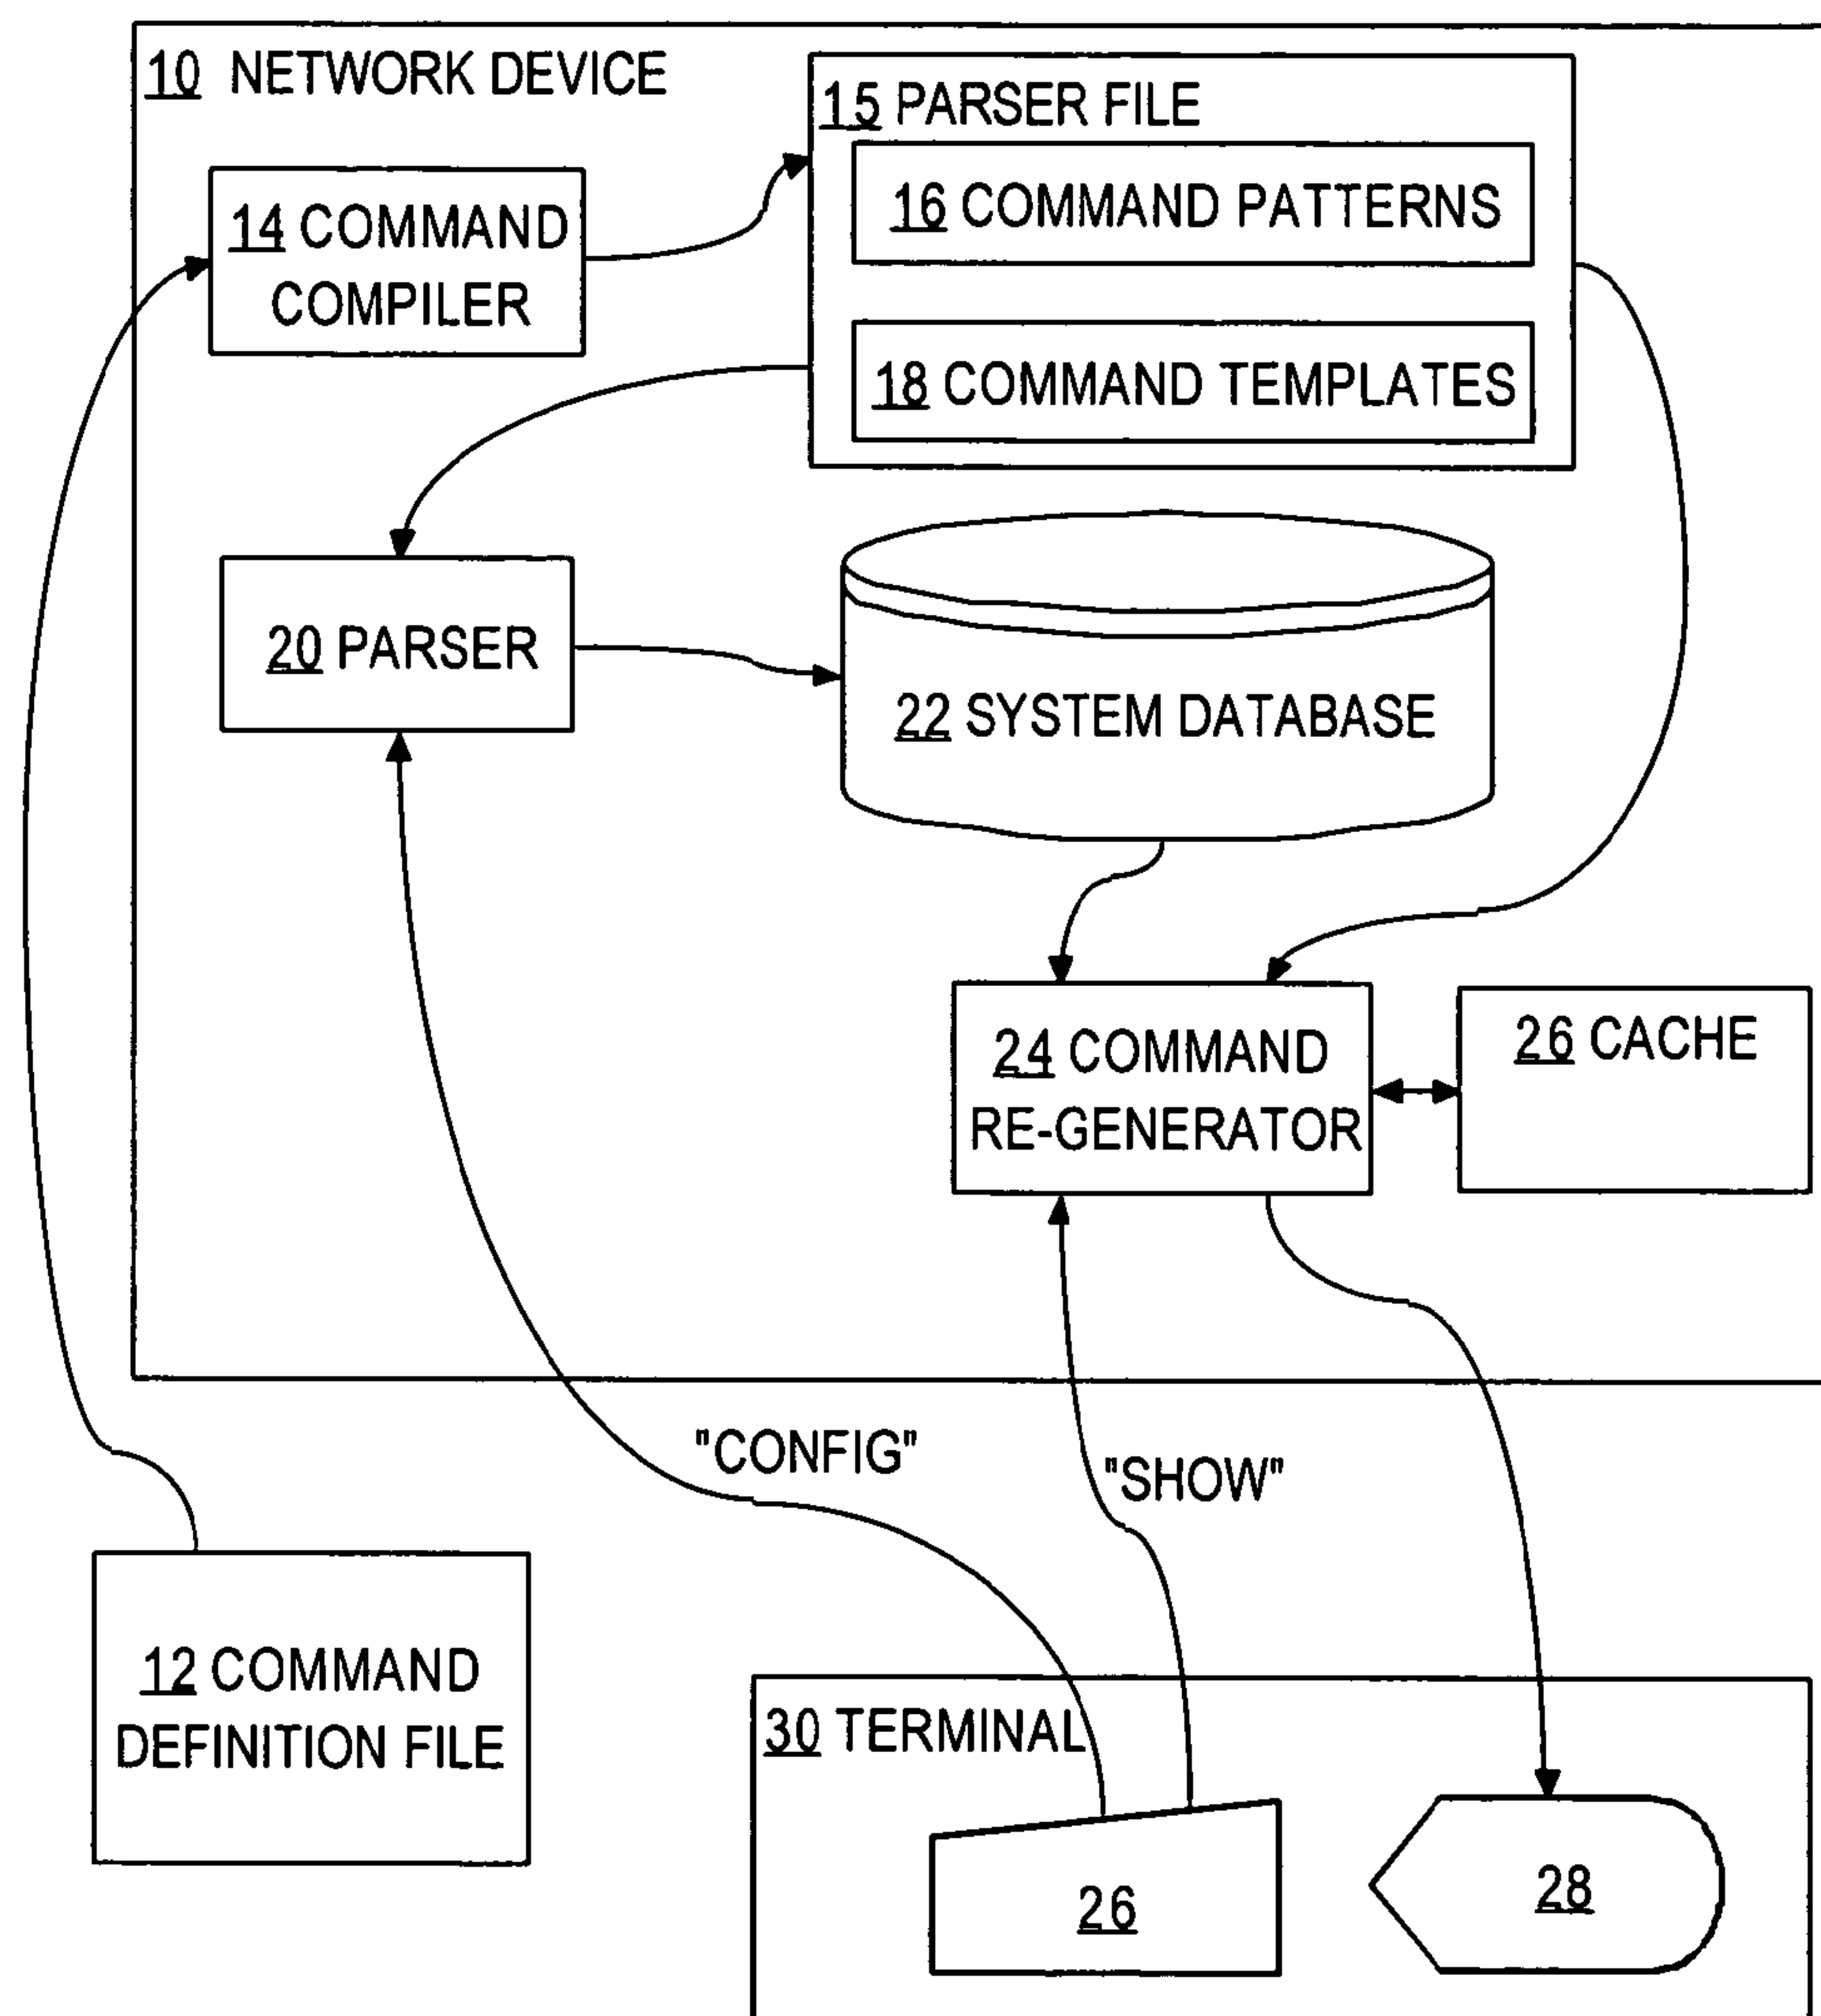 10 NETWORK DEVICE
15 PARSER FILE
16 COMMAND PATTERNS
14 COMMAND
COMPILER
18 COMMAND TEMPLATES
20 PARSER
22 SYSTEM DATABASE
24 COMMAND
RE-GENERATOR
26 CACHE
"CONFIG"
"SHOW"
12 COMMAND
DEFINITION FILE
30 TERMINAL
26
28